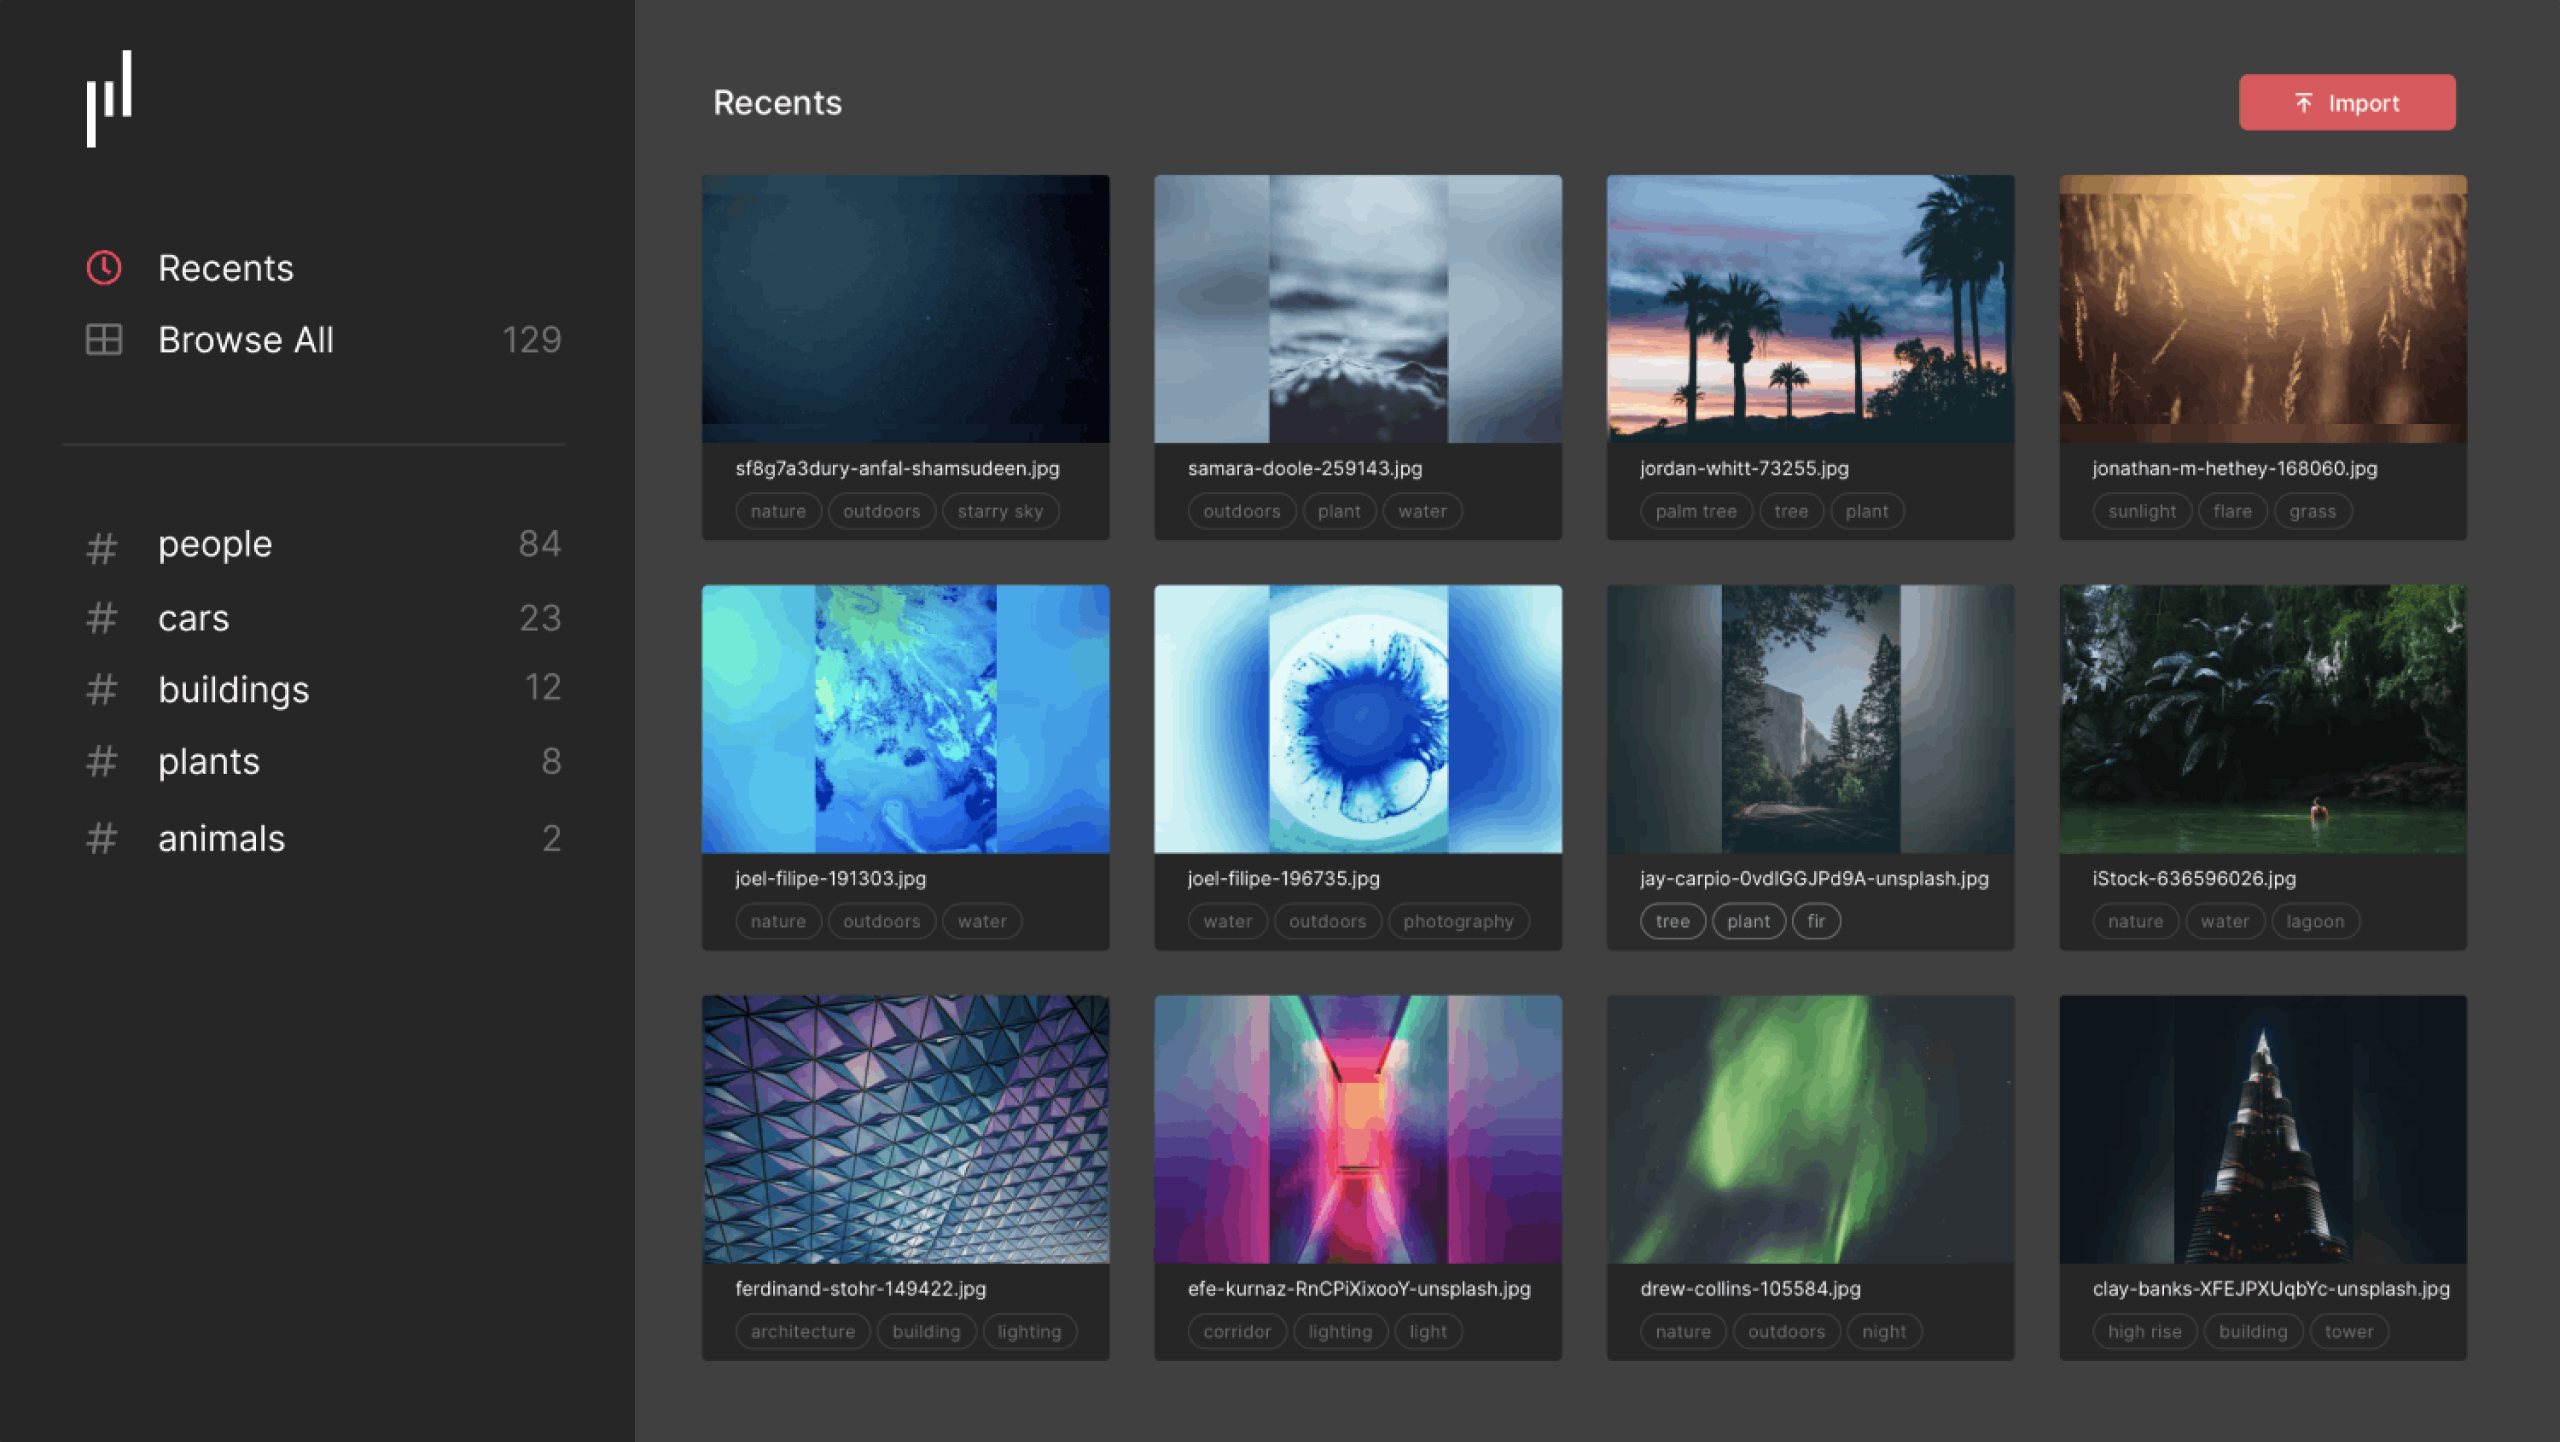 Recents
Browse All 129
# people 84
# cars 23
# buildings 12
# plants 8
# animals 2
Recents
Import
sf8g7a3dury-anfal-shamsudeen.jpg
nature outdoors starry sky
samara-doole-259143.jpg
outdoors plant water
jordan-whitt-73255.jpg
palm tree tree plant
jonathan-m-hethey-168060.jpg
sunlight flare grass
joel-filipe-191303.jpg
nature outdoors water
joel-filipe-196735.jpg
water outdoors photography
jay-carpio-0vdlGGJPd9A-unsplash.jpg
tree plant fir
iStock-636596026.jpg
nature water lagoon
ferdinand-stohr-149422.jpg
architecture building lighting
efe-kurnaz-RnCPiXixooY-unsplash.jpg
corridor lighting light
drew-collins-105584.jpg
nature outdoors night
clay-banks-XFEJPXUqbYc-unsplash.jpg
high rise building tower